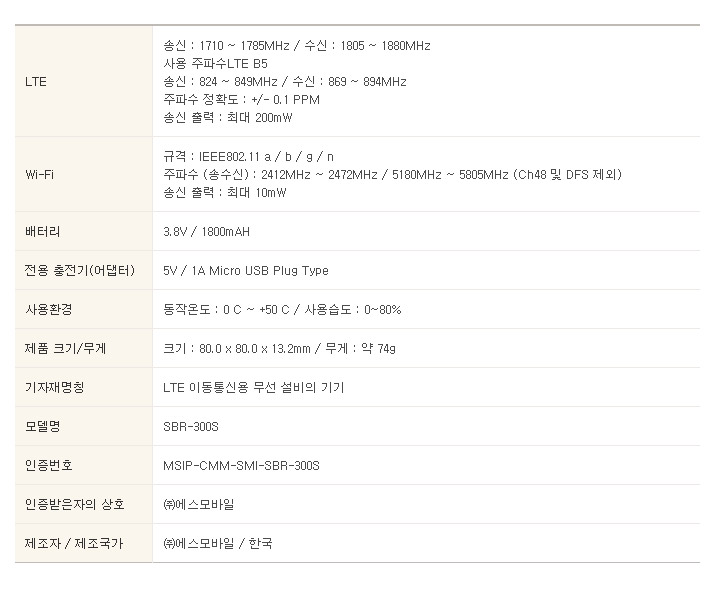 LTE
송신 : 1710 ~ 1785MHz / 수신 : 1805 ~ 1880MHz
사용 주파수LTE B5
송신 : 824 ~ 849MHz / 수신 : 869 ~ 894MHz
주파수 정확도 : +/- 0.1 PPM
송신 출력 : 최대 200mW
Wi-Fi
규격 : IEEE802.11 a / b / g / n
주파수 (송수신) : 2412MHz ~ 2472MHz / 5180MHz ~ 5805MHz (Ch48 및 DFS 제외)
송신 출력 : 최대 10mW
배터리
3.8V / 1800mAH
전용 충전기(어댑터)
5V / 1A Micro USB Plug Type
사용환경
동작온도 : 0 C ~ +50 C / 사용습도 : 0~80%
제품 크기/무게
크기 : 80.0 x 80.0 x 13.2mm / 무게 : 약 74g
기자재명칭
LTE 이동통신용 무선 설비의 기기
모델명
SBR-300S
인증번호
MSIP-CMM-SMI-SBR-300S
인증받은자의 상호
㈜에스모바일
제조자 / 제조국가
㈜에스모바일 / 한국